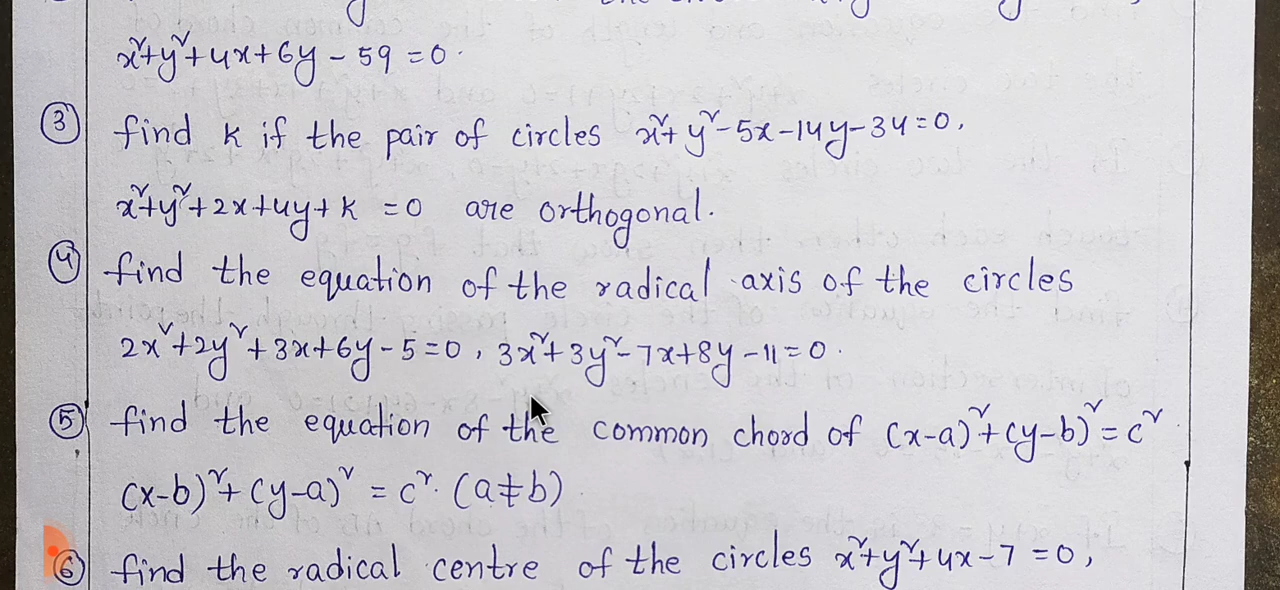 x²+y²+4x+6y-59=0.
③ find k if the pair of circles x²+y²-5x-14y-34=0,
x²+y²+2x+4y+k=0 are orthogonal.
④ find the equation of the radical axis of the circles
2x²+2y²+3x+6y-5=0, 3x²+3y²-7x+8y-11=0.
⑤ find the equation of the common chord of (x-a)²+(y-b)²=c²
(x-b)²+(y-a)²=c². (a≠b)
⑥ find the radical centre of the circles x²+y²+4x-7=0,